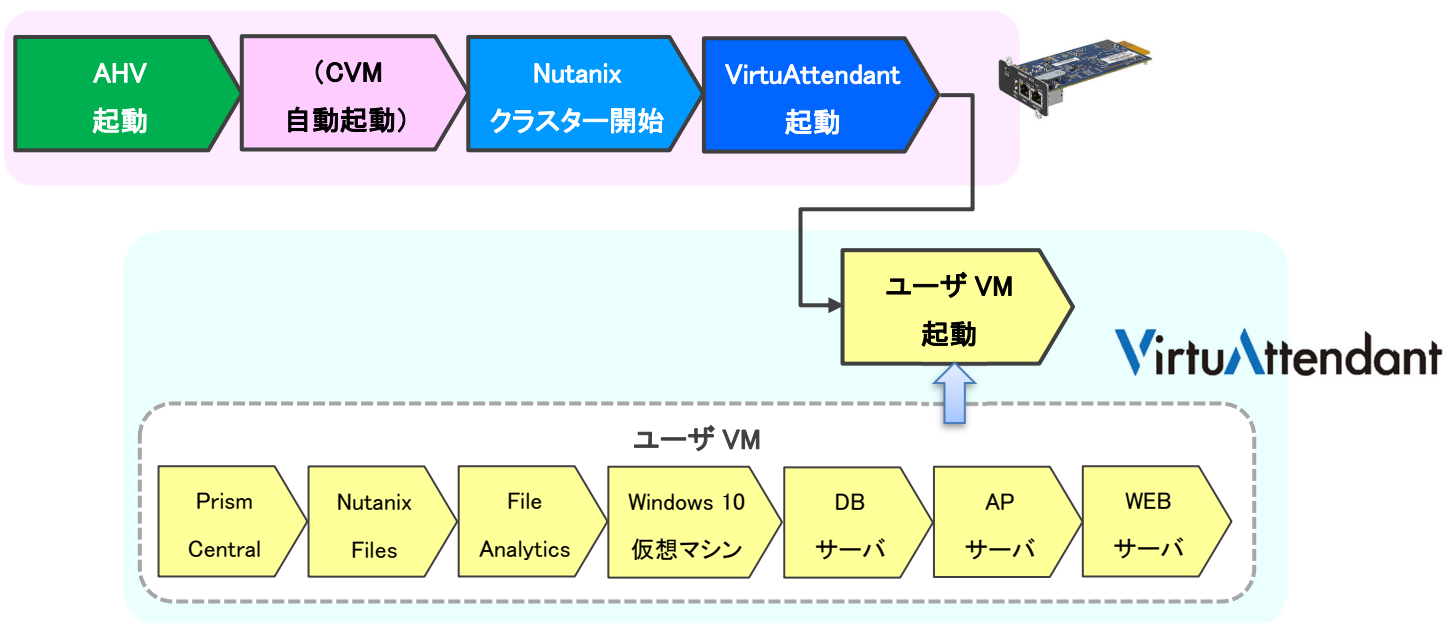 AHV
起動
（CVM
自動起動）
Nutanix
クラスター開始
VirtuAttendant
起動
ユーザ VM
起動
VirtuAttendant
ユーザ VM
Prism
Central
Nutanix
Files
File
Analytics
Windows 10
仮想マシン
DB
サーバ
AP
サーバ
WEB
サーバ